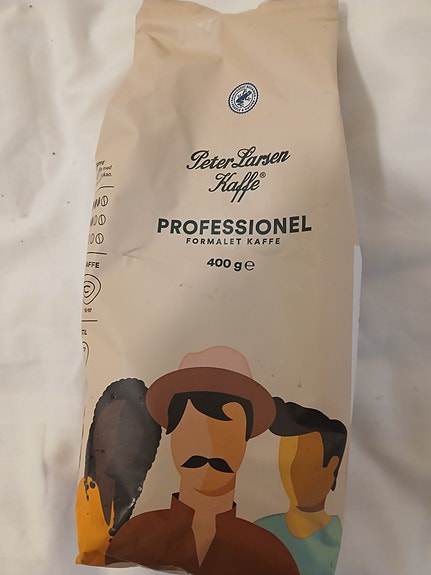 Peter Larsen
Kaffe®
PROFESSIONEL
FORMALET KAFFE
400 g ℮